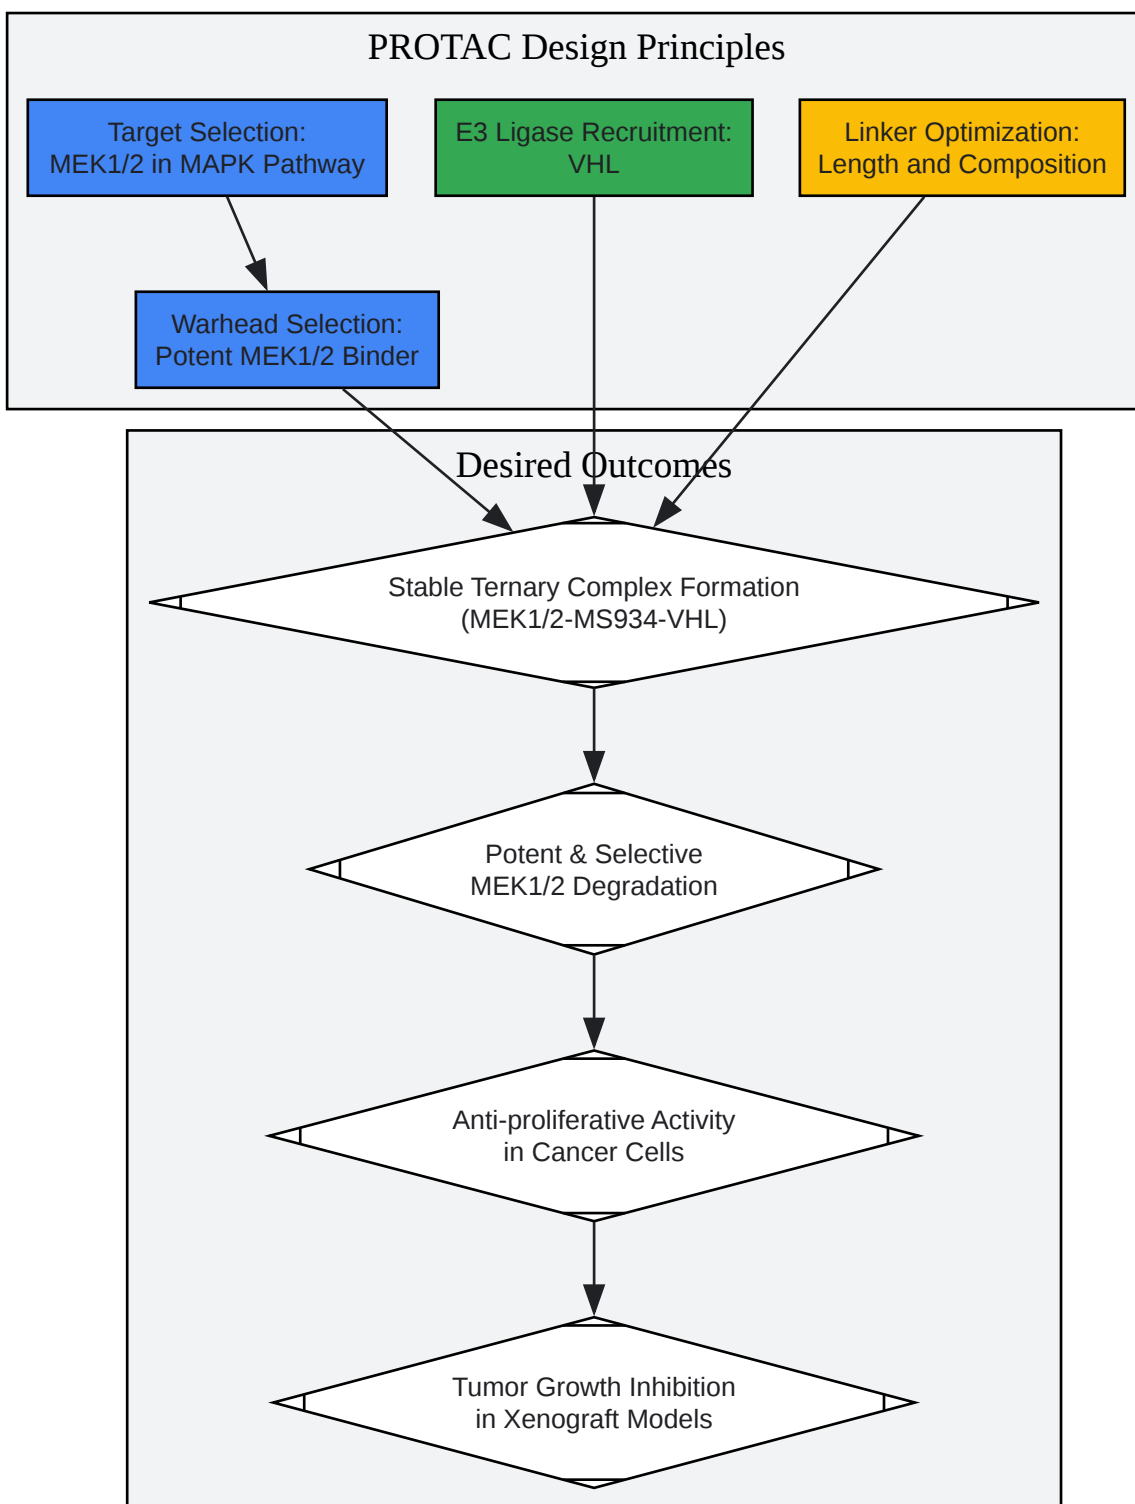 PROTAC Design Principles
Target Selection:
MEK1/2 in MAPK Pathway
E3 Ligase Recruitment:
VHL
Linker Optimization:
Length and Composition
Warhead Selection:
Potent MEK1/2 Binder
Desired Outcomes
Stable Ternary Complex Formation
(MEK1/2-MS934-VHL)
Potent & Selective
MEK1/2 Degradation
Anti-proliferative Activity
in Cancer Cells
Tumor Growth Inhibition
in Xenograft Models